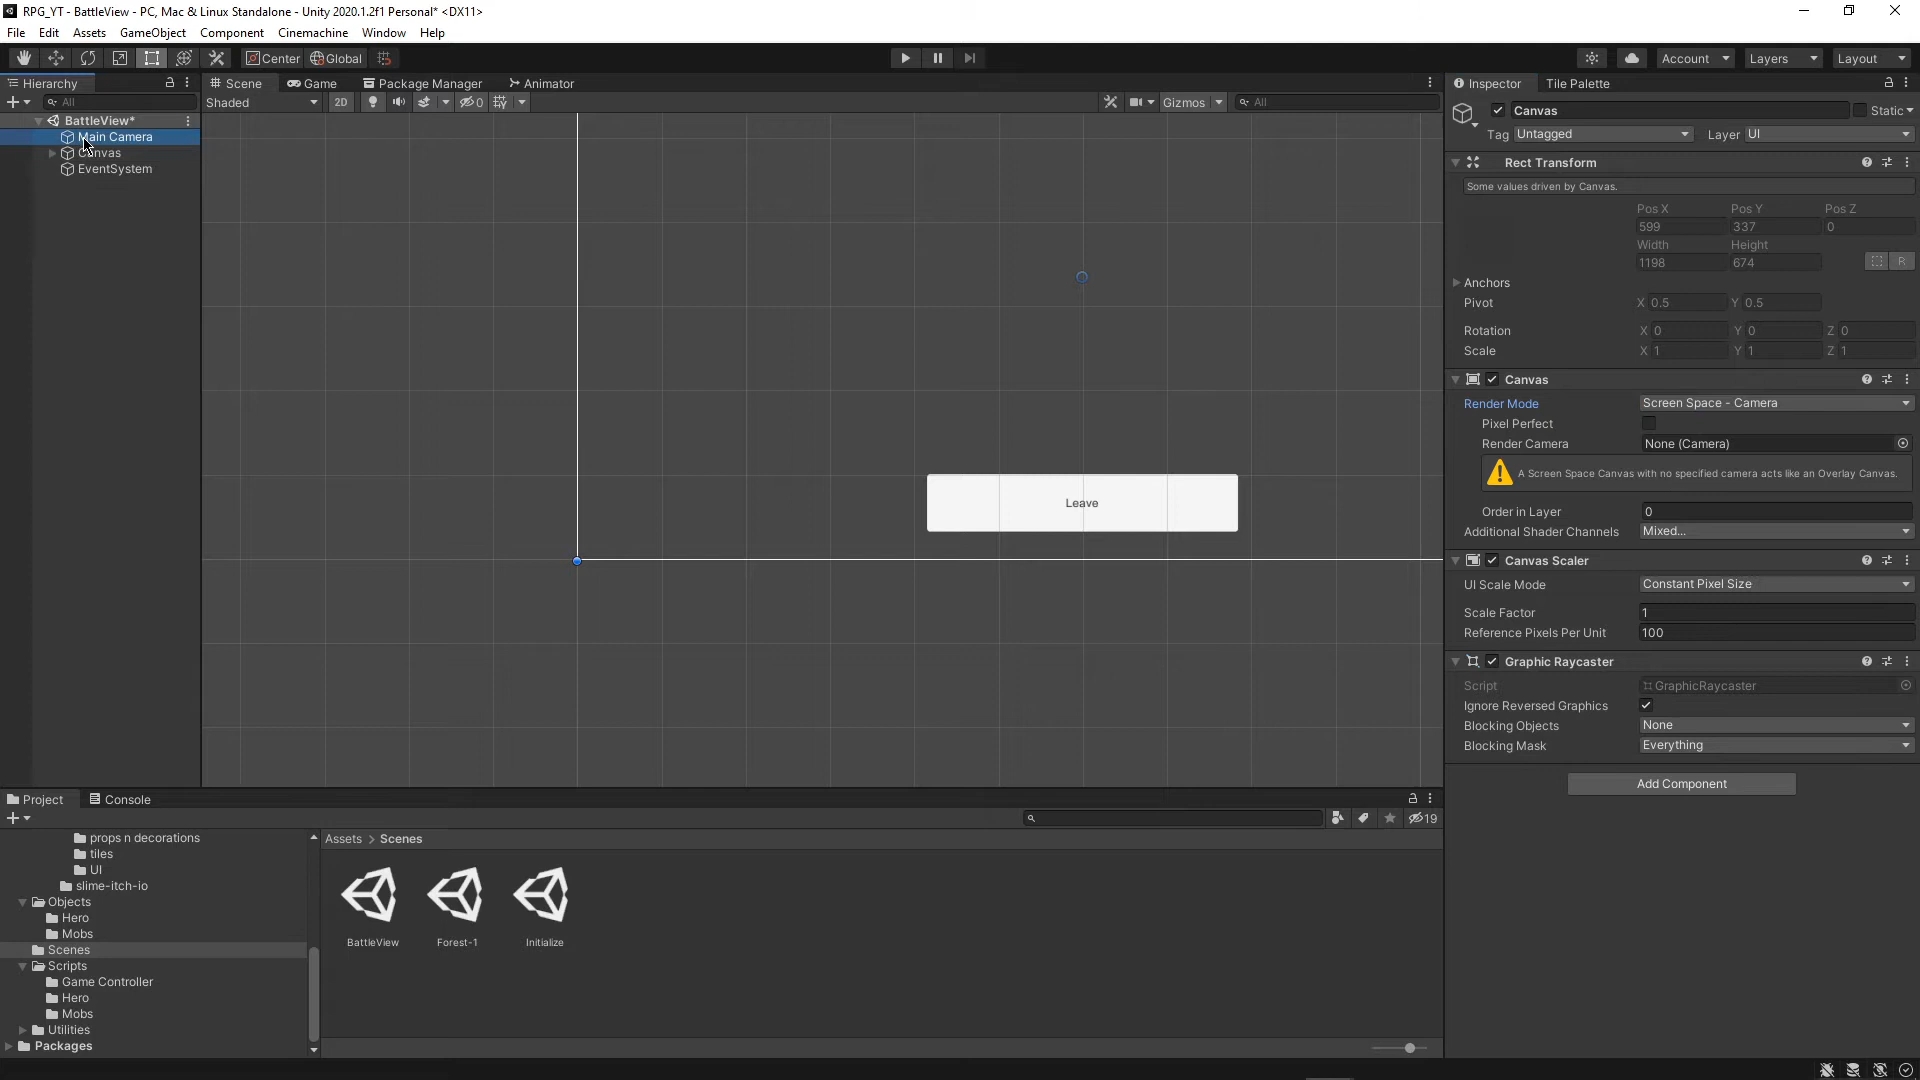 RPG_YT - BattleView - PC, Mac & Linux Standalone - Unity 2020.1.2f1 Personal* <DX11>
File Edit Assets GameObject Component Cinemachine Window Help
Center Global Account Layers Layout
Hierarchy
All
BattleView*
Main Camera
Canvas
EventSystem
Scene Game Package Manager Animator
Shaded 2D 0 Gizmos All
Leave
Inspector Tile Palette
Canvas Static
Tag Untagged Layer UI
Rect Transform
Some values driven by Canvas.
Pos X Pos Y Pos Z
599 337 0
Width Height
1198 674 R
Anchors
Pivot X 0.5 Y 0.5
Rotation X 0 Y 0 Z 0
Scale X 1 Y 1 Z 1
Canvas
Render Mode Screen Space - Camera
Pixel Perfect
Render Camera None (Camera)
A Screen Space Canvas with no specified camera acts like an Overlay Canvas.
Order in Layer 0
Additional Shader Channels Mixed...
Canvas Scaler
UI Scale Mode Constant Pixel Size
Scale Factor 1
Reference Pixels Per Unit 100
Graphic Raycaster
Script GraphicRaycaster
Ignore Reversed Graphics
Blocking Objects None
Blocking Mask Everything
Add Component
Project Console
19
props n decorations
tiles
UI
slime-itch-io
Objects
Hero
Mobs
Scenes
Scripts
Game Controller
Hero
Mobs
Utilities
Packages
Assets > Scenes
BattleView Forest-1 Initialize